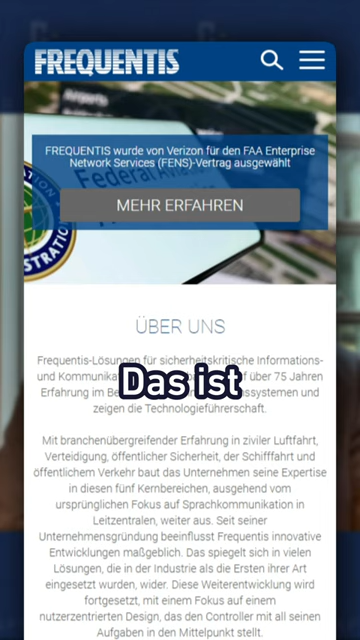 FREQUENTIS
FREQUENTIS wurde von Verizon für den FAA Enterprise
Network Services (FENS)-Vertrag ausgewählt
Federal Aviation
MEHR ERFAHREN
STRATION
ÜBER UNS
Frequentis-Lösungen für sicherheitskritische Informations-
und Kommunikat
Das ist
f über 75 Jahren
Erfahrung im Be
nssystemen und
zeigen die Technologieführerschaft.
Mit branchenübergreifender Erfahrung in ziviler Luftfahrt,
Verteidigung, öffentlicher Sicherheit, der Schifffahrt und
öffentlichem Verkehr baut das Unternehmen seine Expertise
in diesen fünf Kernbereichen, ausgehend vom
ursprünglichen Fokus auf Sprachkommunikation in
Leitzentralen, weiter aus. Seit seiner
Unternehmensgründung beeinflusst Frequentis innovative
Entwicklungen maßgeblich. Das spiegelt sich in vielen
Lösungen, die in der Industrie als die Ersten ihrer Art
eingesetzt wurden, wider. Diese Weiterentwicklung wird
fortgesetzt, mit einem Fokus auf einem
nutzerzentrierten Design, das den Controller mit all seinen
Aufgaben in den Mittelpunkt stellt.